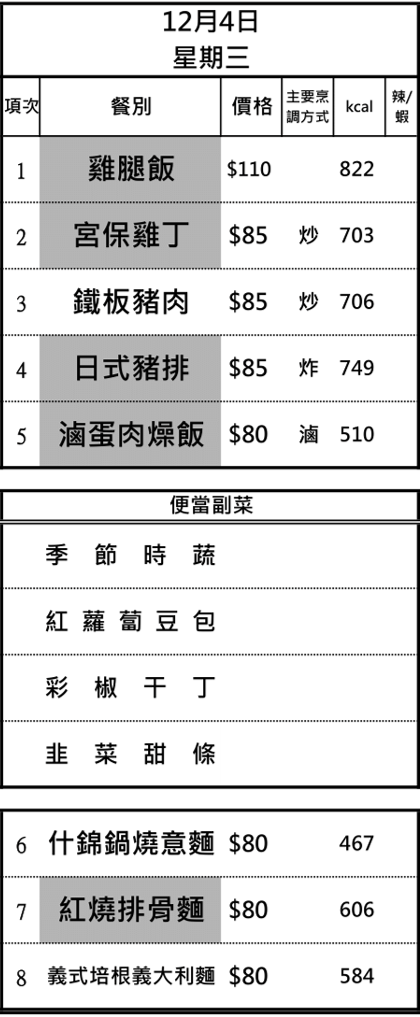 12月4日
星期三
項次 餐別 價格 主要烹調方式 kcal 辣/蝦
1 雞腿飯 $110 822
2 宮保雞丁 $85 炒 703
3 鐵板豬肉 $85 炒 706
4 日式豬排 $85 炸 749
5 滷蛋肉燥飯 $80 滷 510
便當副菜
季節時蔬
紅蘿蔔豆包
彩椒干丁
韭菜甜條
6 什錦鍋燒意麵 $80 467
7 紅燒排骨麵 $80 606
8 義式培根義大利麵 $80 584